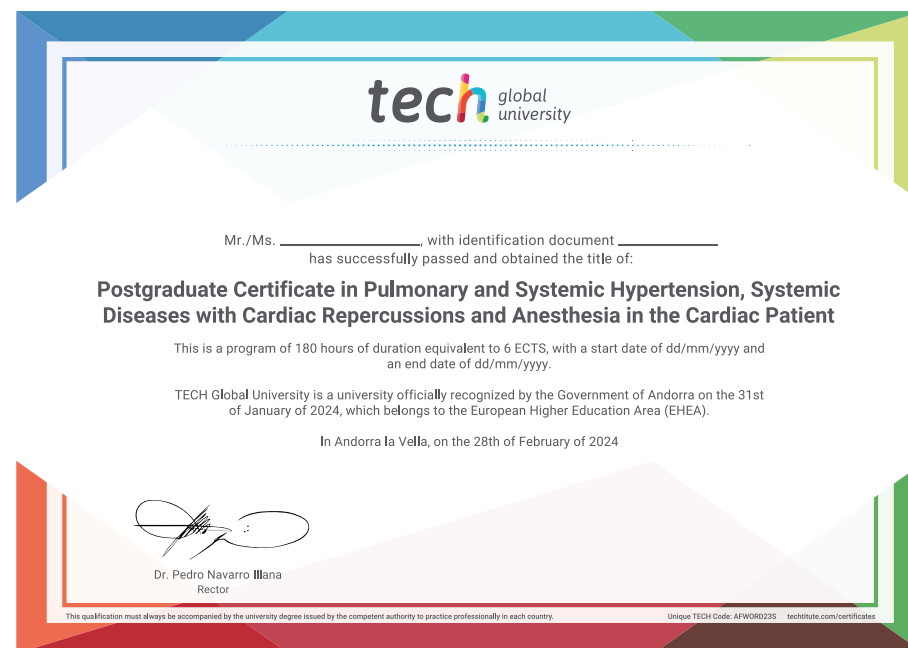 tech global university
Mr./Ms. ____________, with identification document ____________
has successfully passed and obtained the title of:
Postgraduate Certificate in Pulmonary and Systemic Hypertension, Systemic
Diseases with Cardiac Repercussions and Anesthesia in the Cardiac Patient
This is a program of 180 hours of duration equivalent to 6 ECTS, with a start date of dd/mm/yyyy and
an end date of dd/mm/yyyy.
TECH Global University is a university officially recognized by the Government of Andorra on the 31st
of January of 2024, which belongs to the European Higher Education Area (EHEA).
In Andorra la Vella, on the 28th of February of 2024
Dr. Pedro Navarro Illana
Rector
This qualification must always be accompanied by the university degree issued by the competent authority to practice professionally in each country. Unique TECH Code: AFWORD23S techtitute.com/certificates